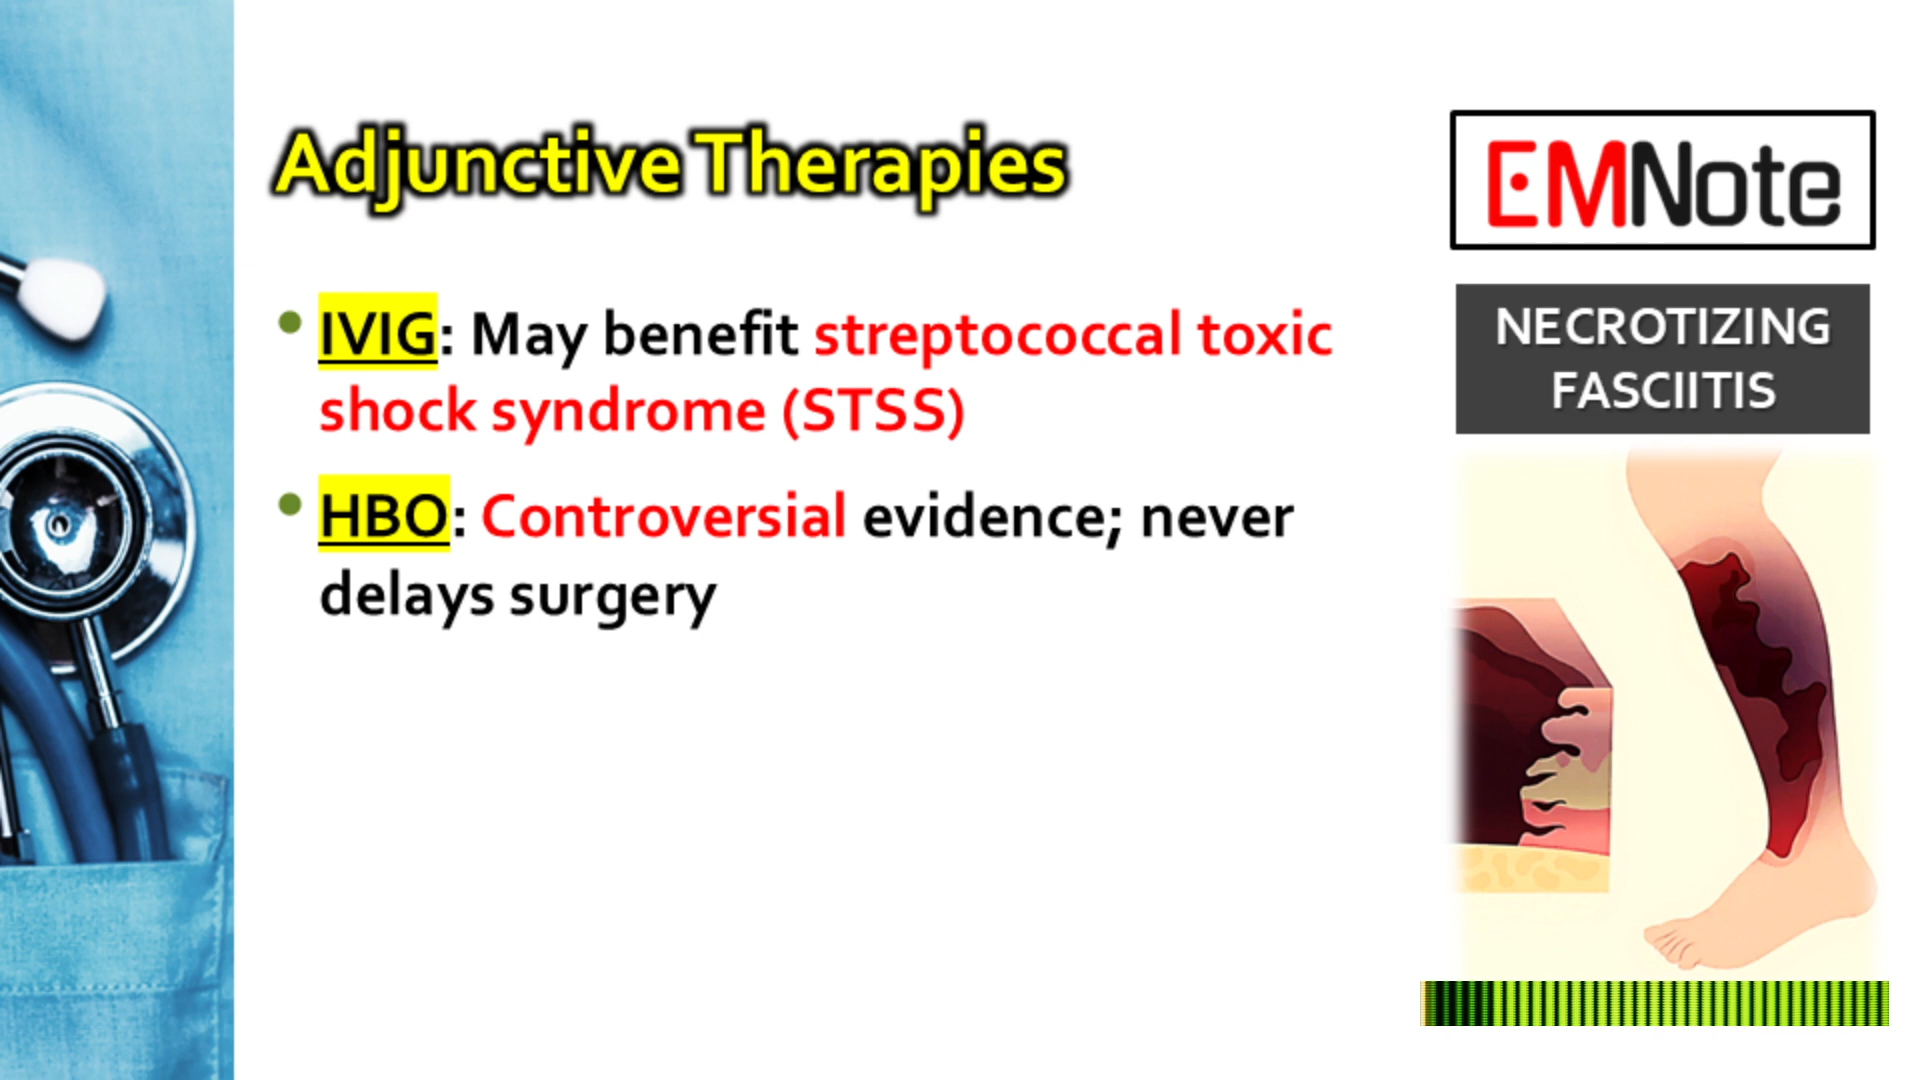 Adjunctive Therapies
• IVIG: May benefit streptococcal toxic
shock syndrome (STSS)
• HBO: Controversial evidence; never
delays surgery
EMNote
NECROTIZING
FASCIITIS